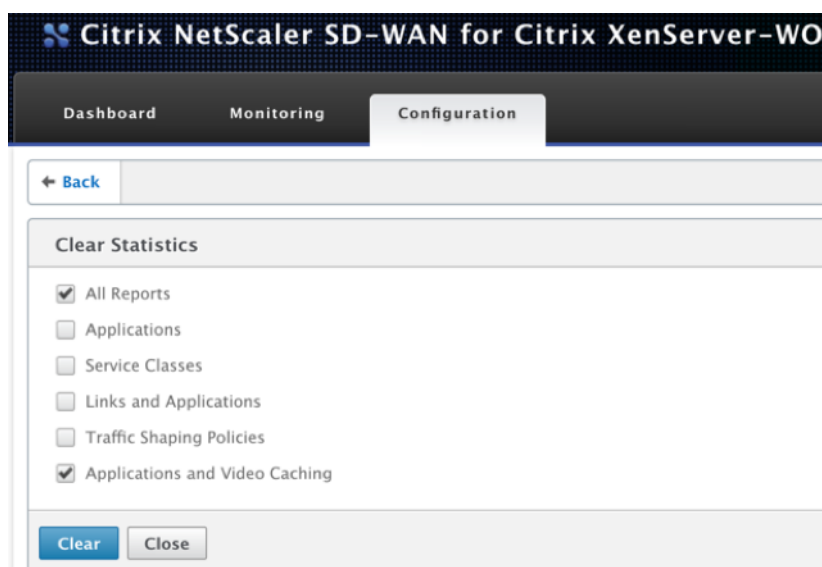 Citrix NetScaler SD-WAN for Citrix XenServer-WO
Dashboard Monitoring Configuration
Back
Clear Statistics
All Reports
Applications
Service Classes
Links and Applications
Traffic Shaping Policies
Applications and Video Caching
Clear Close